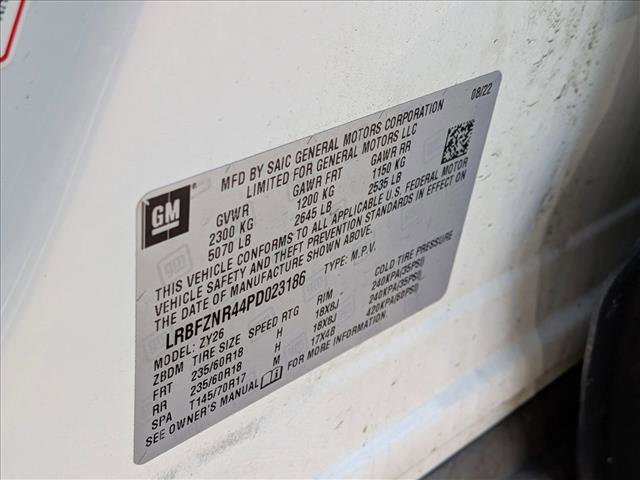 08/22
MFD BY SAIC GENERAL MOTORS CORPORATION
LIMITED FOR GENERAL MOTORS LLC
GM
GVWR GAWR FRT GAWR RR
2300 KG 1200 KG 1150 KG
5070 LB 2645 LB 2535 LB
THIS VEHICLE CONFORMS TO ALL APPLICABLE U.S. FEDERAL MOTOR
VEHICLE SAFETY AND THEFT PREVENTION STANDARDS IN EFFECT ON
DATE OF MANUFACTURE SHOWN ABOVE.
LRBFZNR44PD023186 TYPE: M.P.V.
MODEL: ZY26
ZBDM TIRE SIZE SPEED RTG RIM COLD TIRE PRESSURE
FRT 235/60R18 H 18X8J 240KPA(35PSI)
RR 235/60R18 H 18X8J 240KPA(35PSI)
SPA T145/70R17 M 17X4B 420KPA(60PSI)
SEE OWNER'S MANUAL FOR MORE INFORMATION.